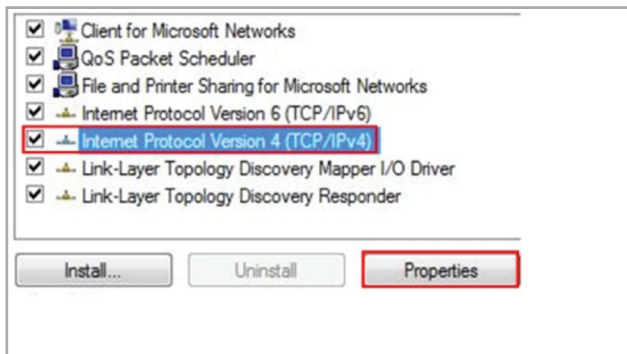 Client for Microsoft Networks
QoS Packet Scheduler
File and Printer Sharing for Microsoft Networks
Internet Protocol Version 6 (TCP/IPv6)
Internet Protocol Version 4 (TCP/IPv4)
Link-Layer Topology Discovery Mapper I/O Driver
Link-Layer Topology Discovery Responder
Install... Uninstall Properties